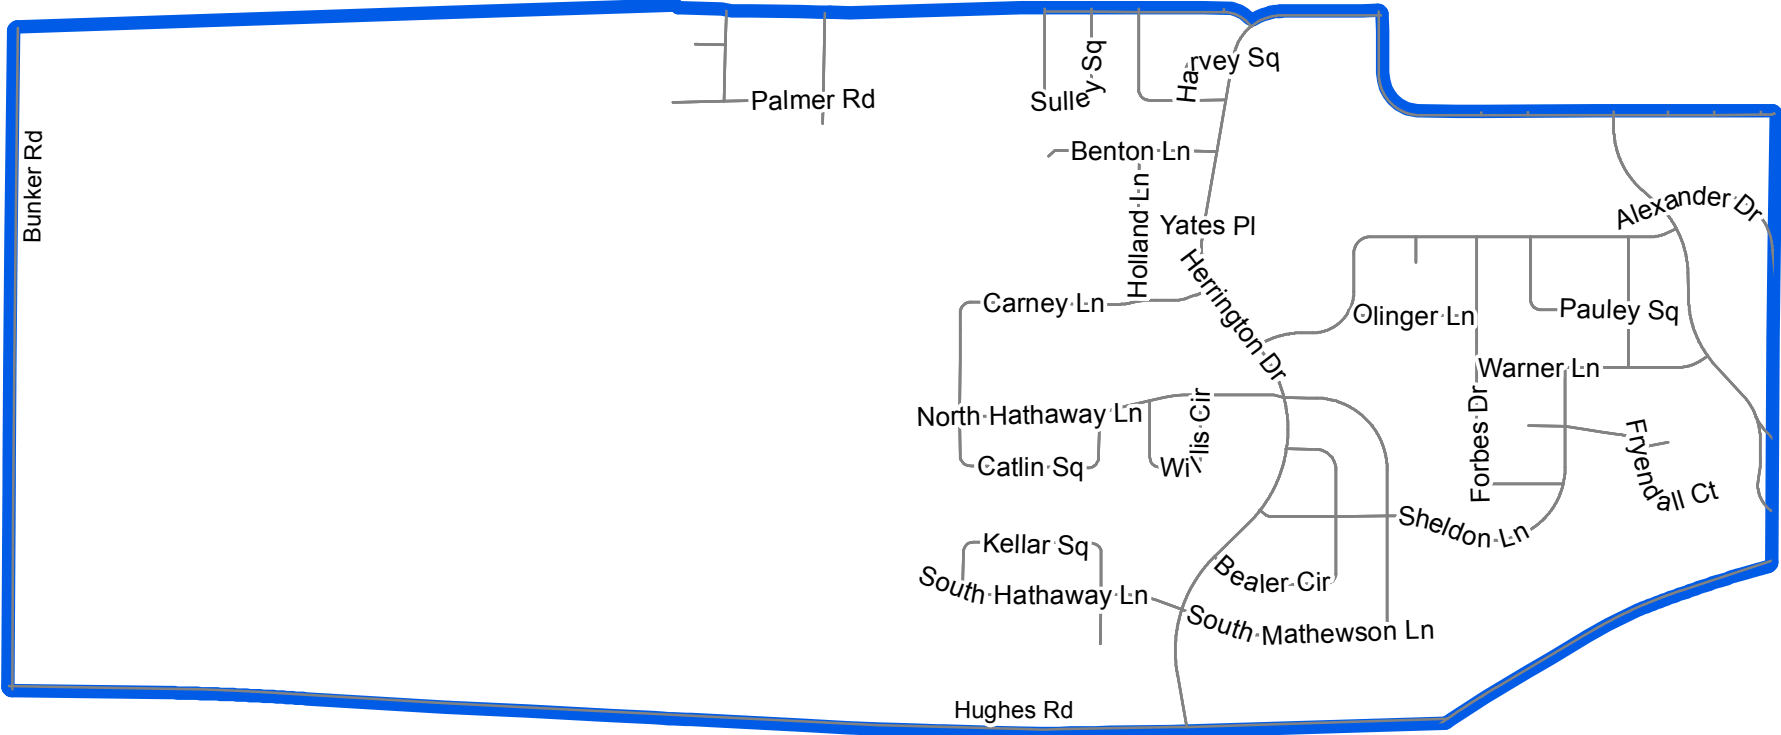 Harvey Sq
Sulley Sq
Palmer Rd
Bunker Rd
Benton Ln
Holland Ln
Alexander Dr
Yates Pl
Herrington Dr
Carney Ln
Olinger Ln
Pauley Sq
Warner Ln
North Hathaway Ln
Willis Cir
Forbes Dr
Catlin Sq
Fryendall Ct
Sheldon Ln
Kellar Sq
Bealer Cir
South Hathaway Ln
South Mathewson Ln
Hughes Rd